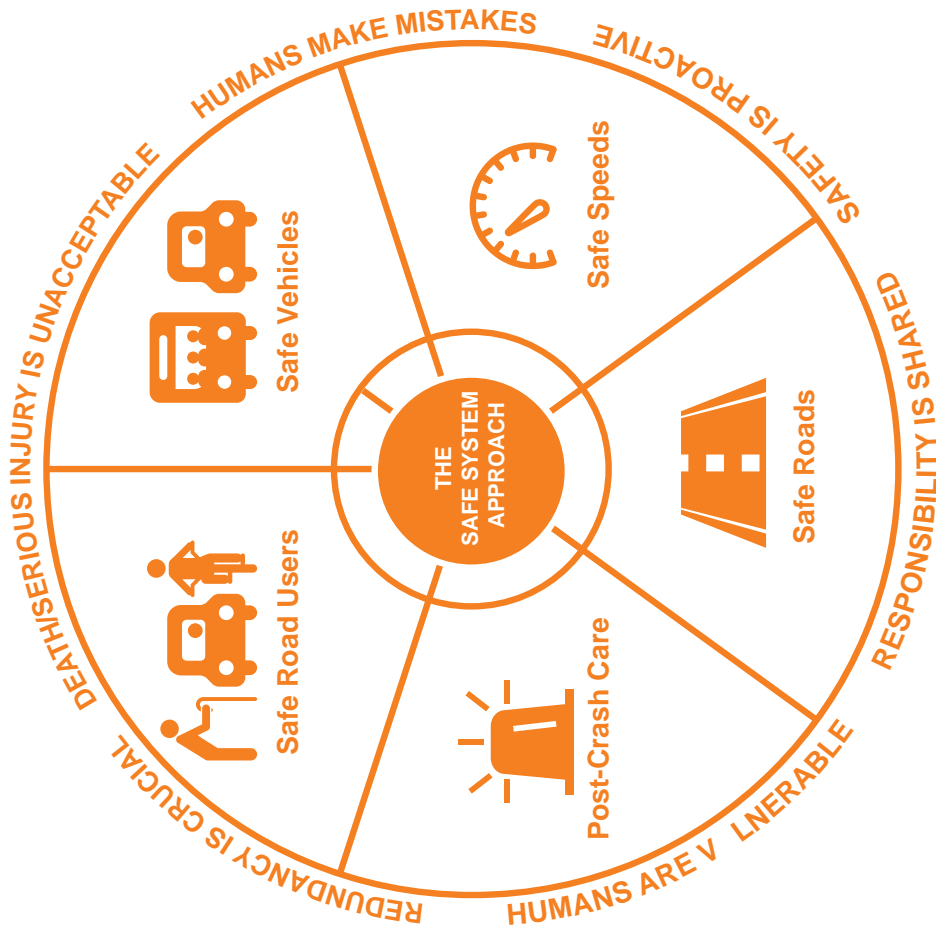 DEATH/SERIOUS INJURY IS UNACCEPTABLE
HUMANS MAKE MISTAKES
SAFETY IS PROACTIVE
RESPONSIBILITY IS SHARED
HUMANS ARE V LNERABLE
REDUNDANCY IS CRUCIAL
Safe Road Users
Safe Vehicles
Safe Speeds
Safe Roads
Post-Crash Care
THE
SAFE SYSTEM
APPROACH